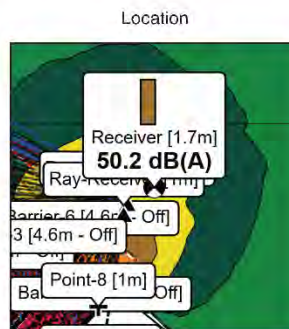 Location
Receiver [1.7m]
50.2 dB(A)
Ray-Receiver
Barrier-6 [4.6m - Off]
-3 [4.6m - Off]
Point-8 [1m]
Ba
Off]